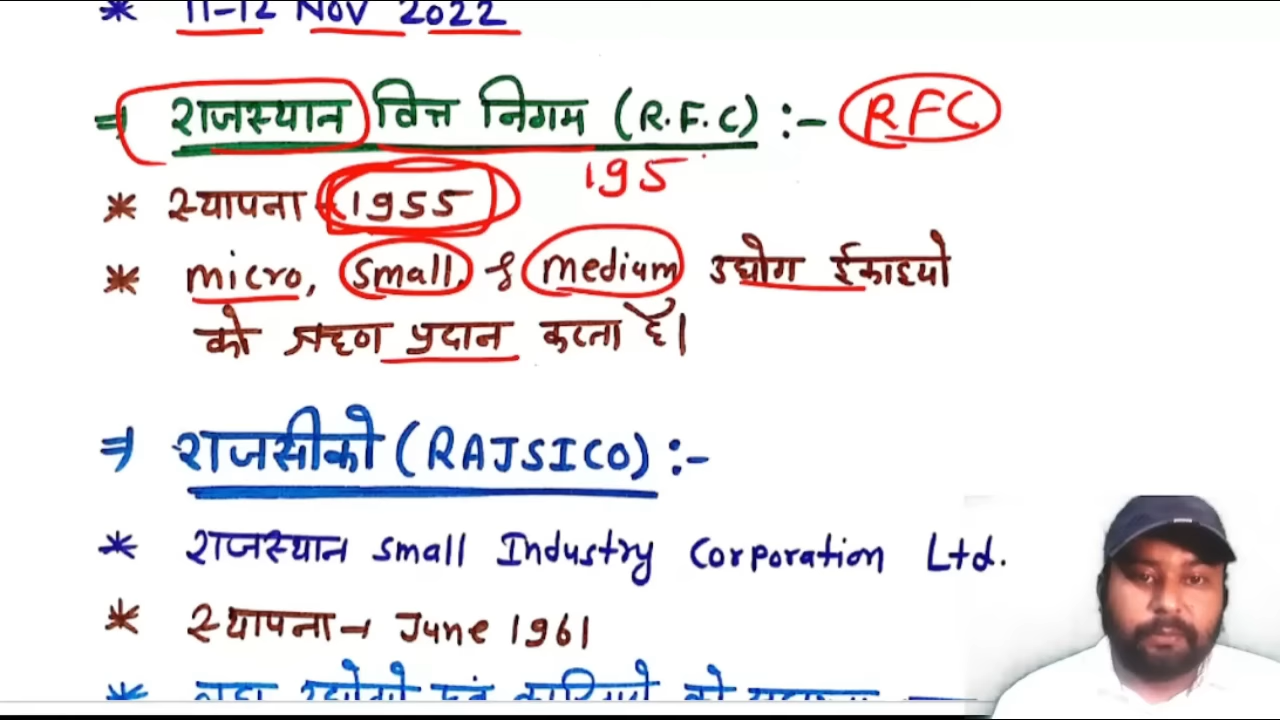 * 11-12 Nov 2022
⇒ राजस्थान वित्त निगम (R.F.C) :- RFC
195
* स्थापना - 1955
* micro, small, & medium उद्योग ईकाइयो
को ऋण प्रदान करता है।
⇒ राजसीको (RAJSICO) :-
* राजस्थान small Industry Corporation Ltd.
* स्थापना → June 1961